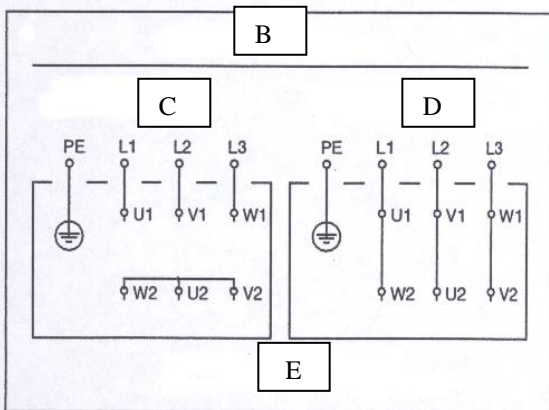 B
C D
PE L1 L2 L3 PE L1 L2 L3
U1 V1 W1 U1 V1 W1
W2 U2 V2 W2 U2 V2
E